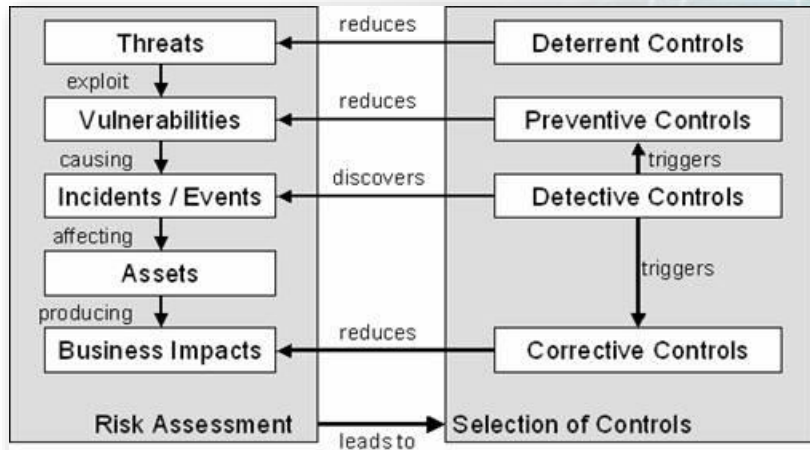 Threats
reduces
Deterrent Controls
exploit
Vulnerabilities
reduces
Preventive Controls
causing
triggers
Incidents / Events
discovers
Detective Controls
affecting
Assets
triggers
producing
Business Impacts
reduces
Corrective Controls
Risk Assessment
leads to
Selection of Controls